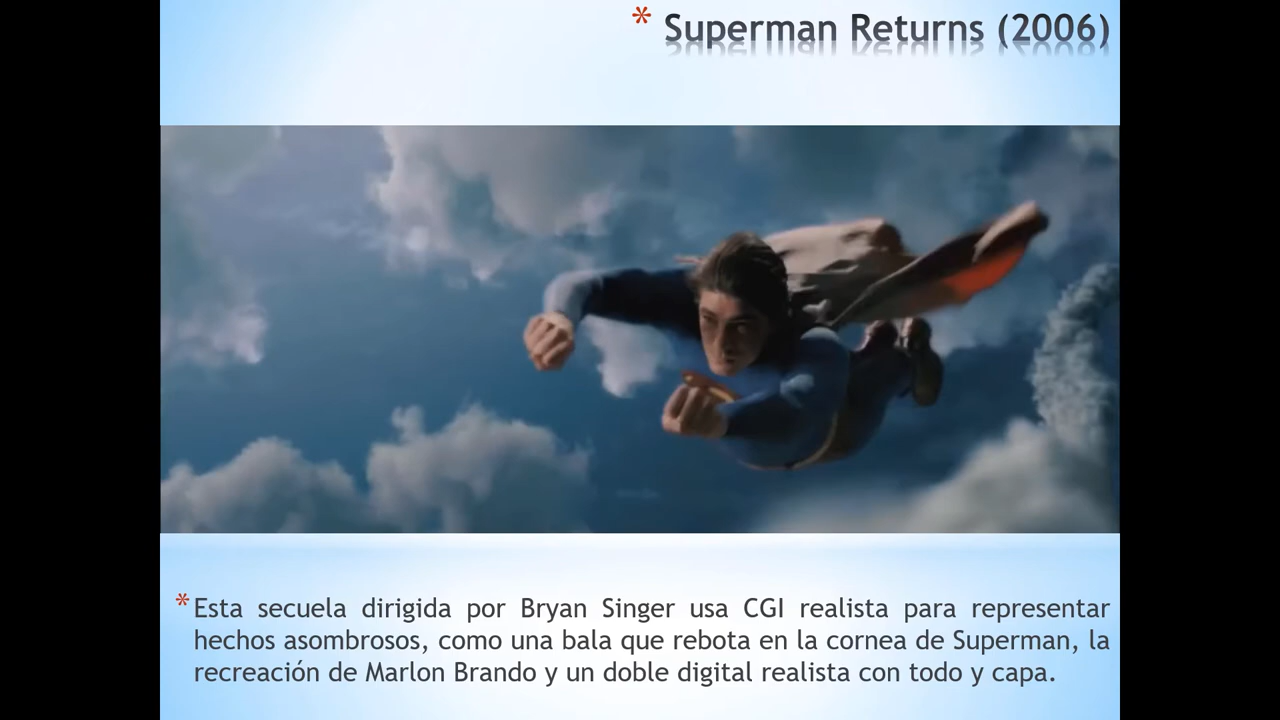 * Superman Returns (2006)
* Esta secuela dirigida por Bryan Singer usa CGI realista para representar
hechos asombrosos, como una bala que rebota en la cornea de Superman, la
recreación de Marlon Brando y un doble digital realista con todo y capa.